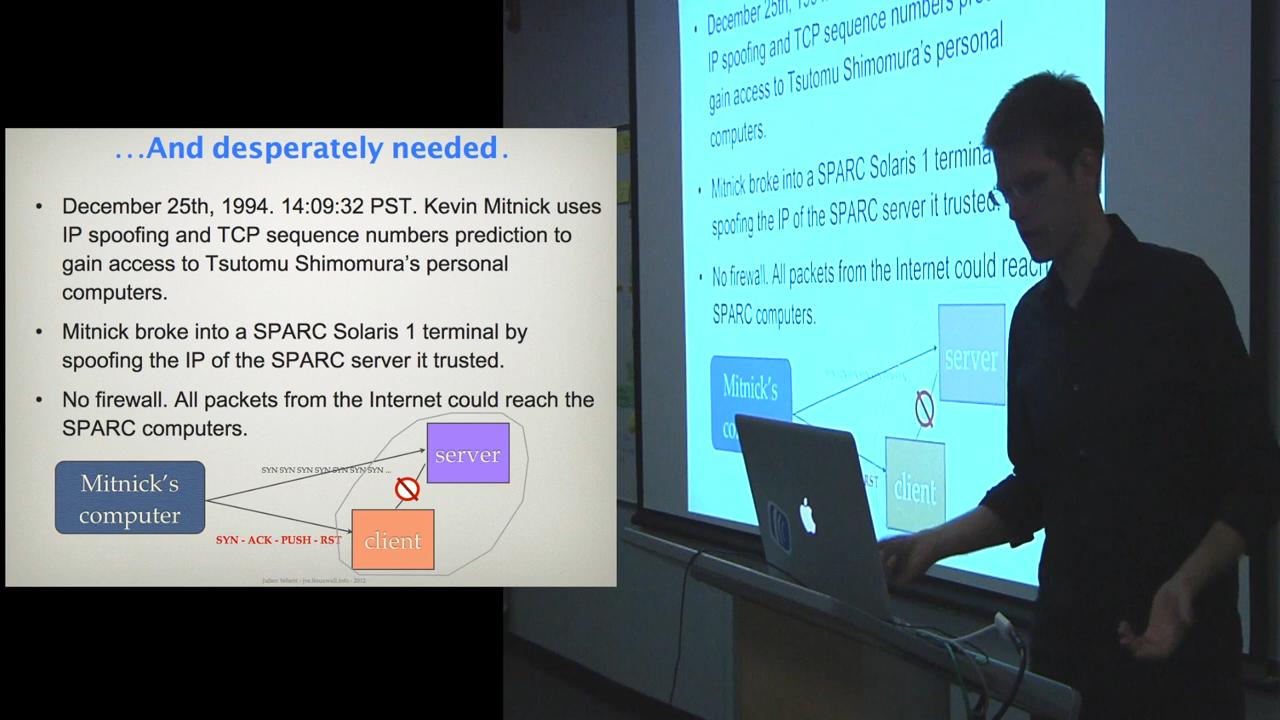 ...And desperately needed.
• December 25th, 1994. 14:09:32 PST. Kevin Mitnick uses
IP spoofing and TCP sequence numbers prediction to
gain access to Tsutomu Shimomura's personal
computers.
• Mitnick broke into a SPARC Solaris 1 terminal by
spoofing the IP of the SPARC server it trusted.
• No firewall. All packets from the Internet could reach the
SPARC computers.
server
SYN SYN SYN SYN SYN SYN SYN ...
Mitnick's
computer
SYN - ACK - PUSH - RST
client
December 25th,
IP spoofing and TCP sequence numbers
gain access to Tsutomu Shimomura's personal
computers.
• Mitnick broke into a SPARC Solaris 1 termina
spoofing the IP of the SPARC server it trusted.
• No firewall. All packets from the Internet could reach
SPARC computers.
server
Mitnick's
co
RST
client